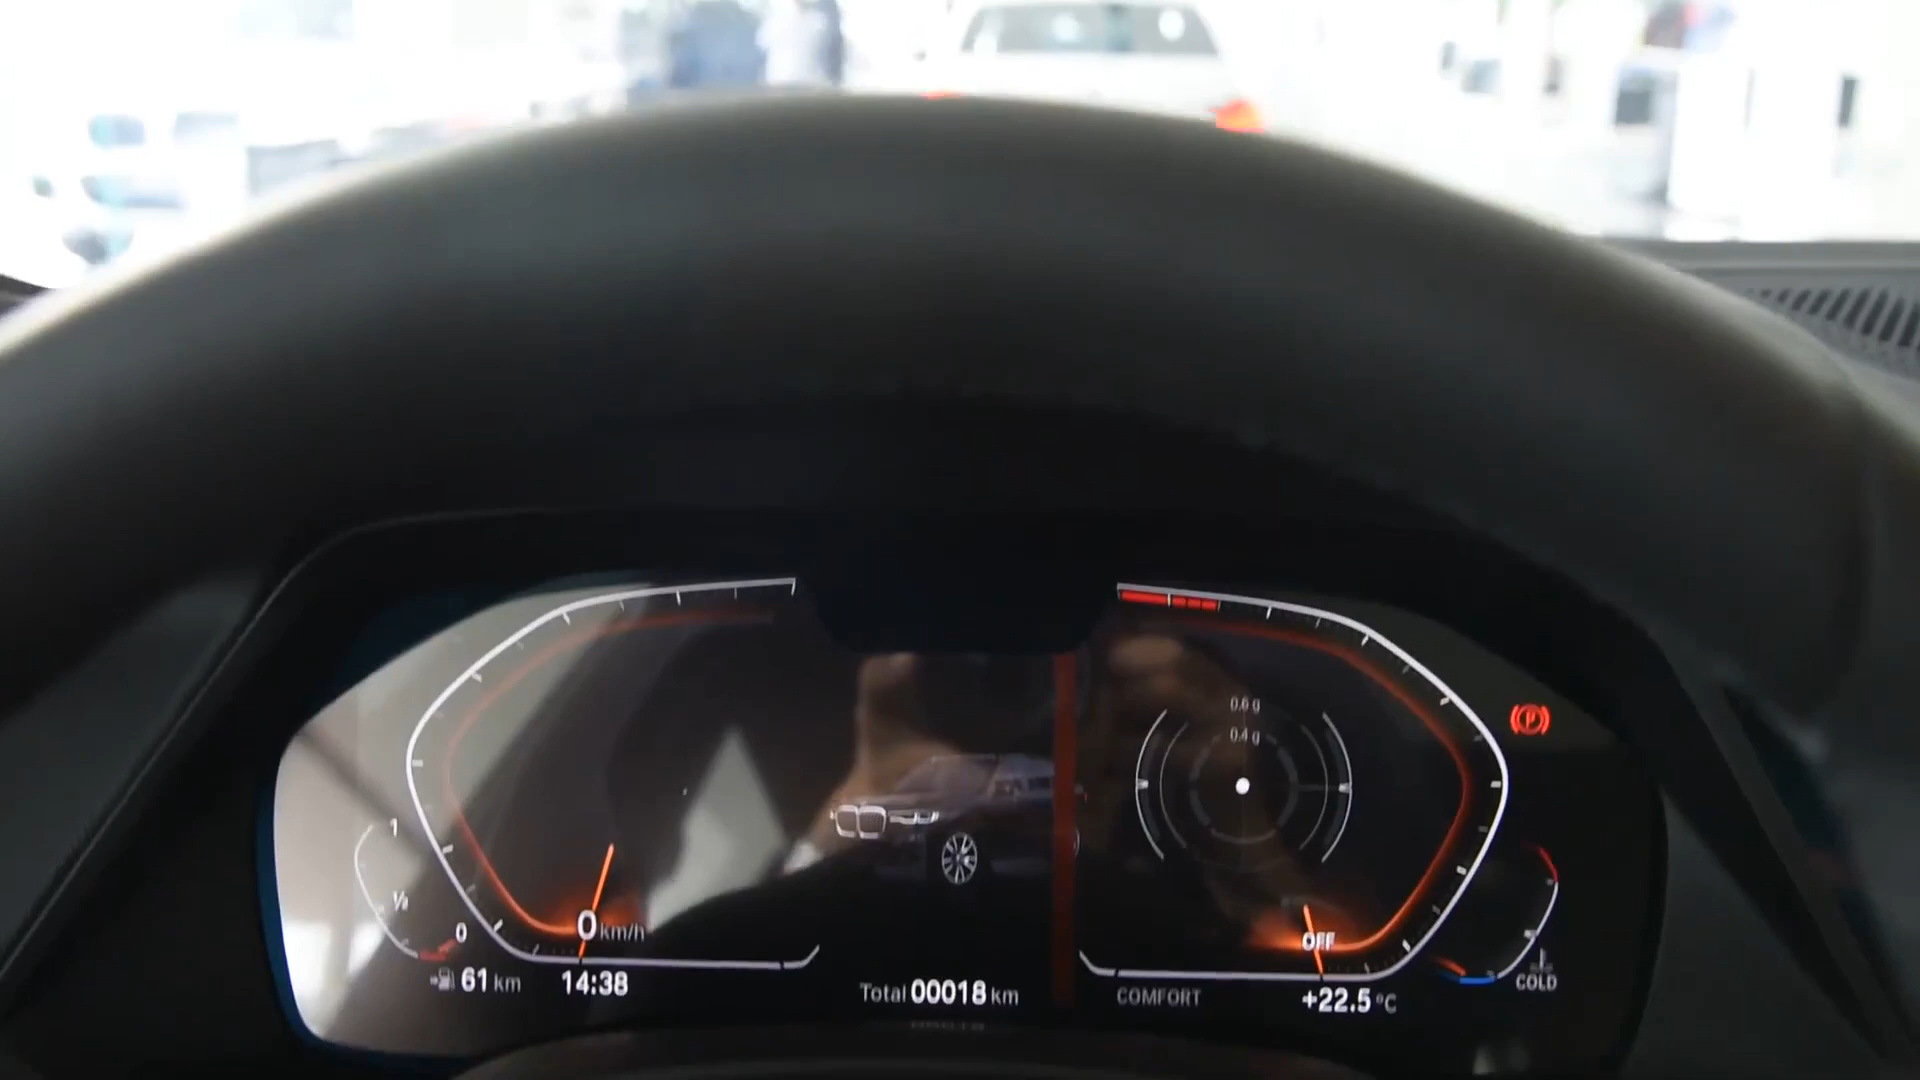 0.6 g
0.4 g
1
1/2
0
0 km/h
OFF
61 km
14:38
Total 00018 km
COMFORT
+22.5 °C
COLD
P